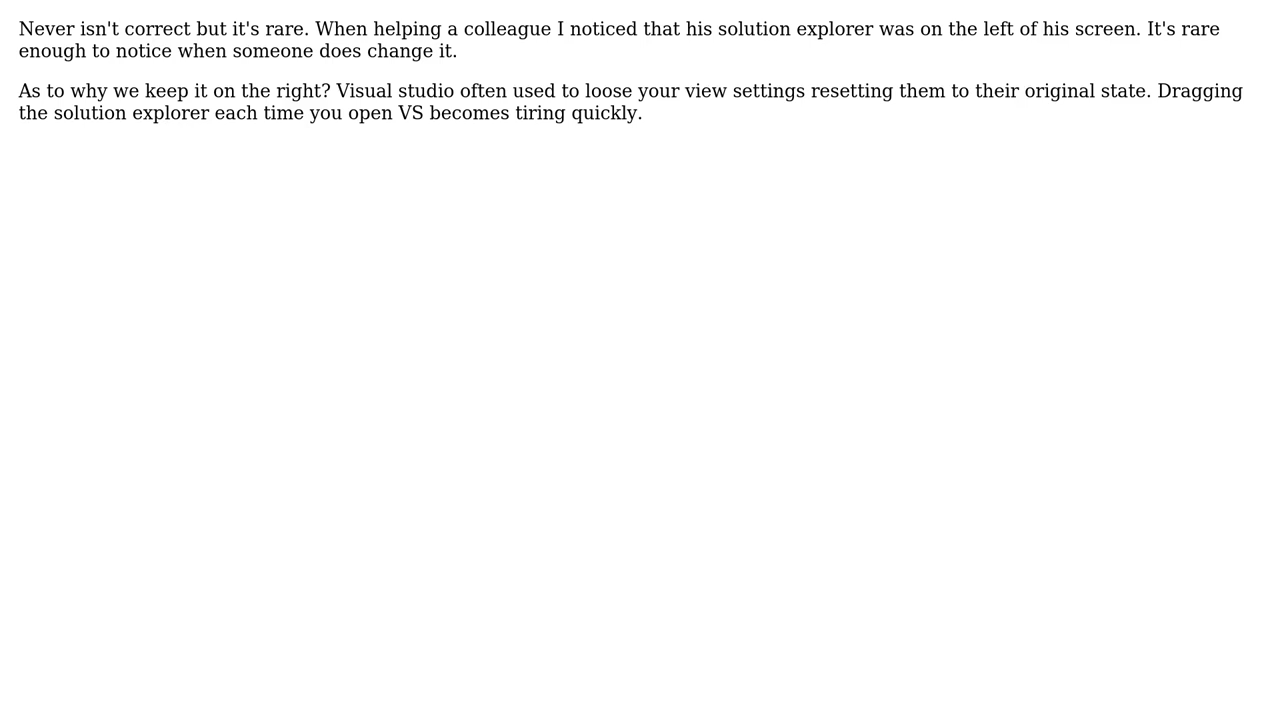 Never isn't correct but it's rare. When helping a colleague I noticed that his solution explorer was on the left of his screen. It's rare
enough to notice when someone does change it.
As to why we keep it on the right? Visual studio often used to loose your view settings resetting them to their original state. Dragging
the solution explorer each time you open VS becomes tiring quickly.